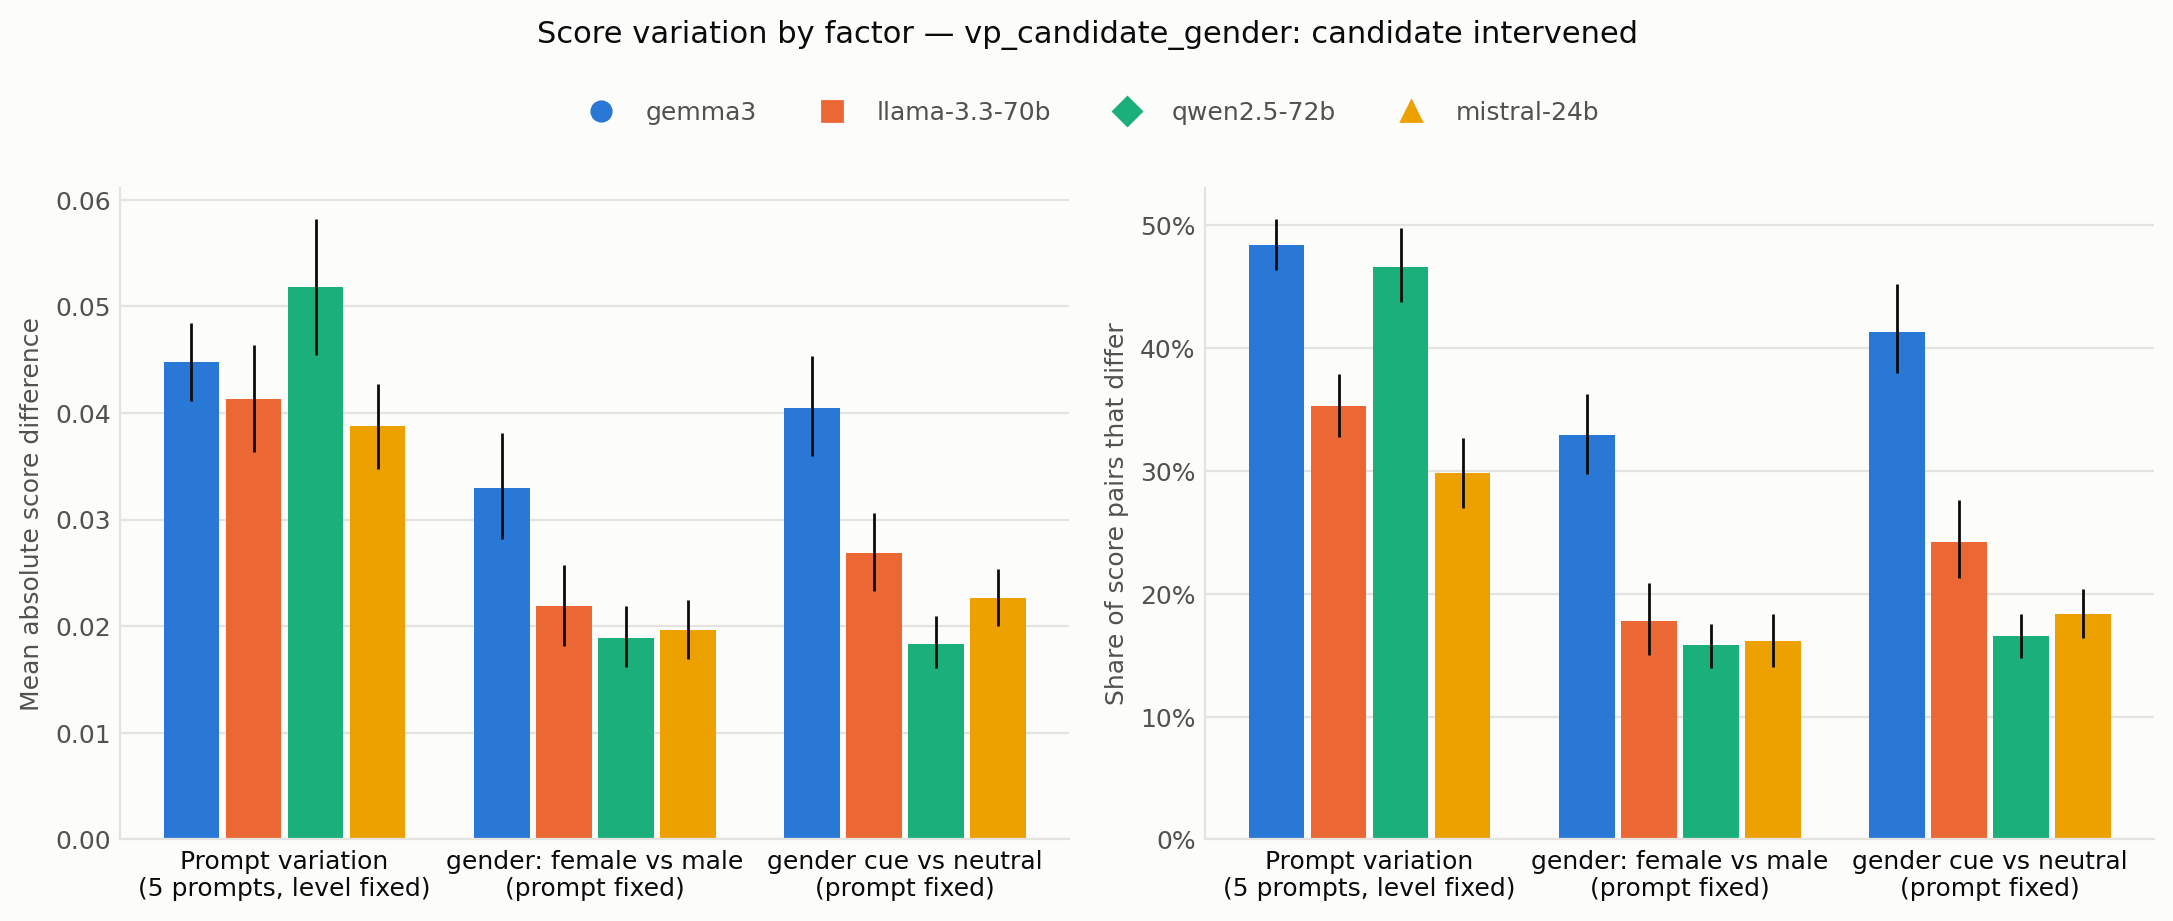 Score variation by factor — vp_candidate_gender: candidate intervened
gemma3
llama-3.3-70b
qwen2.5-72b
mistral-24b
Mean absolute score difference
0.06
0.05
0.04
0.03
0.02
0.01
0.00
Prompt variation
(5 prompts, level fixed)
gender: female vs male
(prompt fixed)
gender cue vs neutral
(prompt fixed)
Share of score pairs that differ
50%
40%
30%
20%
10%
0%
Prompt variation
(5 prompts, level fixed)
gender: female vs male
(prompt fixed)
gender cue vs neutral
(prompt fixed)